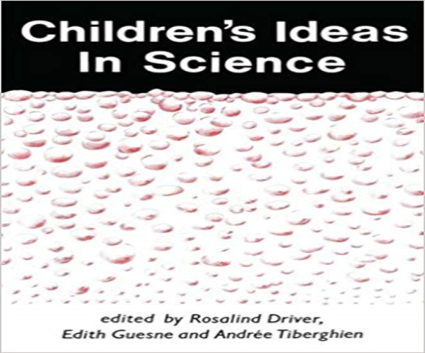 Children's Ideas
In Science
edited by Rosalind Driver,
Edith Guesne and Andrée Tiberghien